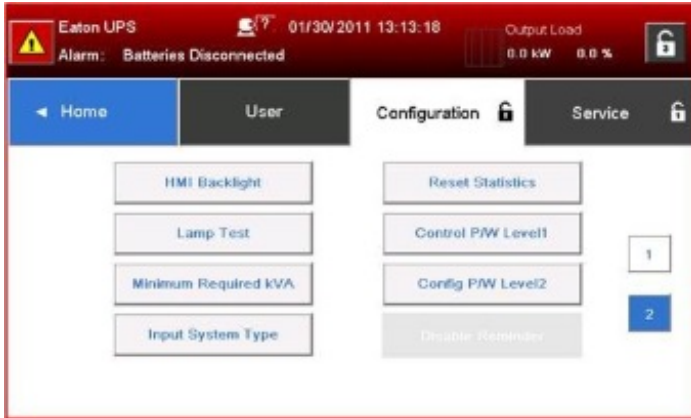 Eaton UPS
01/30/2011 13:13:18
Output Load
Alarm: Batteries Disconnected
0.0 kW 0.0 %
Home
User
Configuration
Service
HMI Backlight
Reset Statistics
Lamp Test
Control P/W Level1
1
Minimum Required kVA
Config P/W Level2
2
Input System Type
Disable Reminder